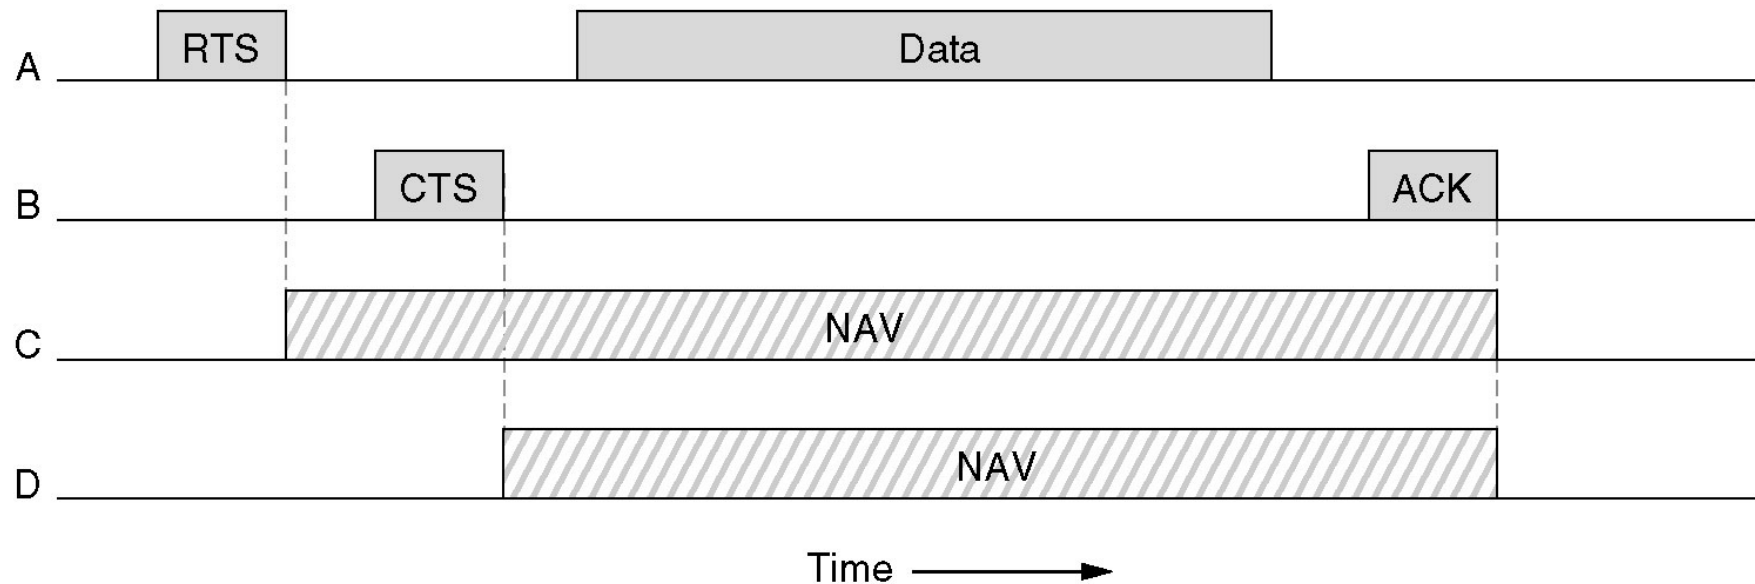 A RTS Data
B CTS ACK
C NAV
D NAV
Time